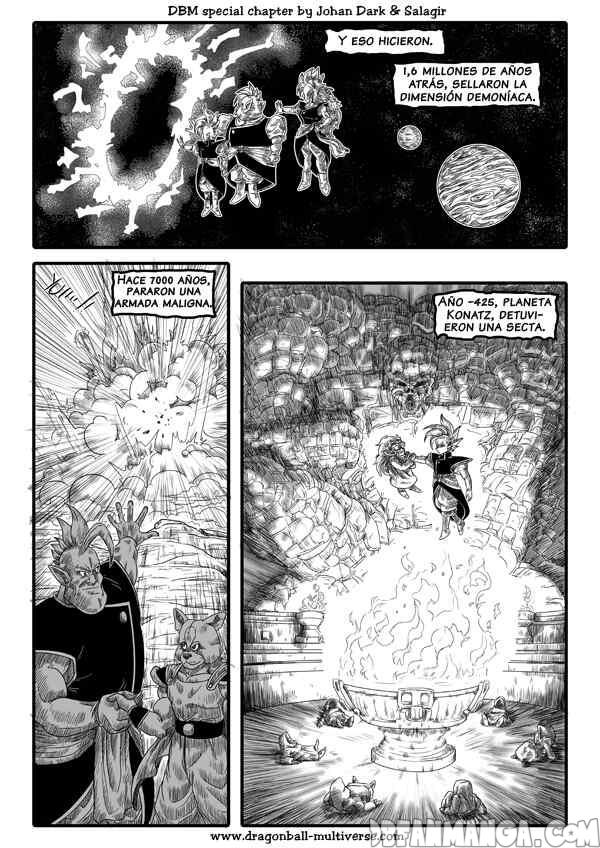 DBM special chapter by Johan Dark & Salagir
Y ESO HICIERON.
1,6 MILLONES DE AÑOS
ATRÁS, SELLARON LA
DIMENSIÓN DEMONÍACA.
HACE 7000 AÑOS,
PARARON UNA
ARMADA MALIGNA.
AÑO -425, PLANETA
KONATZ, DETUVI-
ERON UNA SECTA.
www.dragonball-multiverse.com
DBFANMANGA.COM